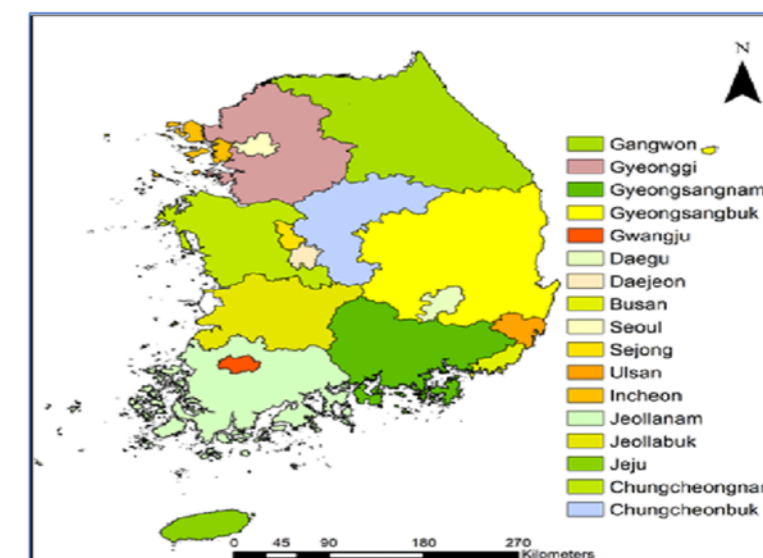 N
Gangwon
Gyeonggi
Gyeongsangnam
Gyeongsangbuk
Gwangju
Daegu
Daejeon
Busan
Seoul
Sejong
Ulsan
Incheon
Jeollanam
Jeollabuk
Jeju
Chungcheongnam
Chungcheonbuk
0 45 90 180 270
Kilometers